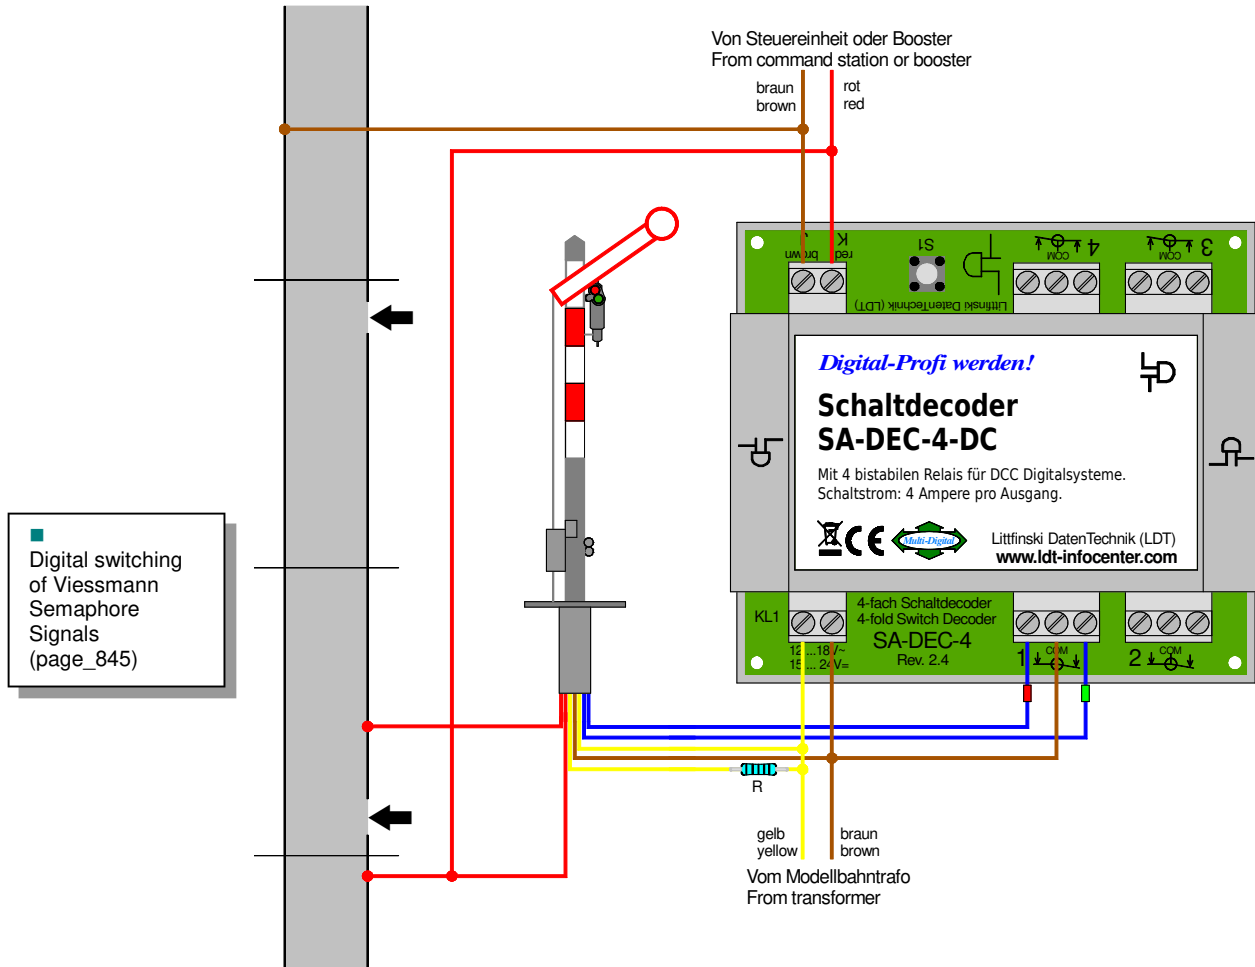 Von Steuereinheit oder Booster
From command station or booster
braun
brown
rot
red
J
brown
K
red
S1
COM
4
COM
3
Littfinski DatenTechnik (LDT)
Digital-Profi werden!
Schaltdecoder
SA-DEC-4-DC
Mit 4 bistabilen Relais für DCC Digitalsysteme.
Schaltstrom: 4 Ampere pro Ausgang.
CE
Multi-Digital
Littfinski DatenTechnik (LDT)
www.ldt-infocenter.com
Digital switching
of Viessmann
Semaphore
Signals
(page_845)
KL1
4-fach Schaltdecoder
4-fold Switch Decoder
SA-DEC-4
Rev. 2.4
12...18V~
15... 24V=
1
COM
2
COM
R
gelb
yellow
braun
brown
Vom Modellbahntrafo
From transformer